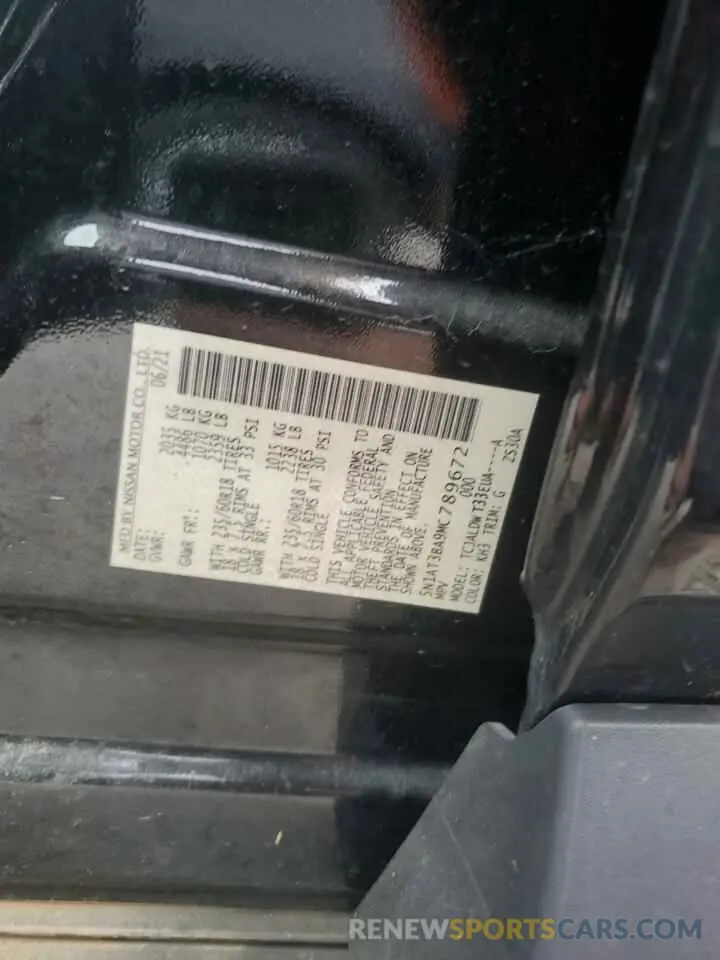 MFD BY NISSAN MOTOR CO., LTD.
DATE: 06/21
GVWR: 2035 KG
4486 LB
GAWR FR: 1070 KG
2359 LB
WITH 235/60R18 TIRES
18 X 7.5 RIMS AT 33 PSI
COLD SINGLE
GAWR RR: 1015 KG
2238 LB
WITH 235/60R18 TIRES
18 X 7.5 RIMS AT 30 PSI
COLD SINGLE
THIS VEHICLE CONFORMS TO
ALL APPLICABLE FEDERAL
MOTOR VEHICLE SAFETY AND
THEFT PREVENTION
STANDARDS IN EFFECT ON
THE DATE OF MANUFACTURE
SHOWN ABOVE.
5N1AT3BA9MC789672
MPV 000
MODEL: TCJALDWT33EUA----A
COLOR: KH3 TRIM: G ZS30A
RENEWSPORTSCARS.COM